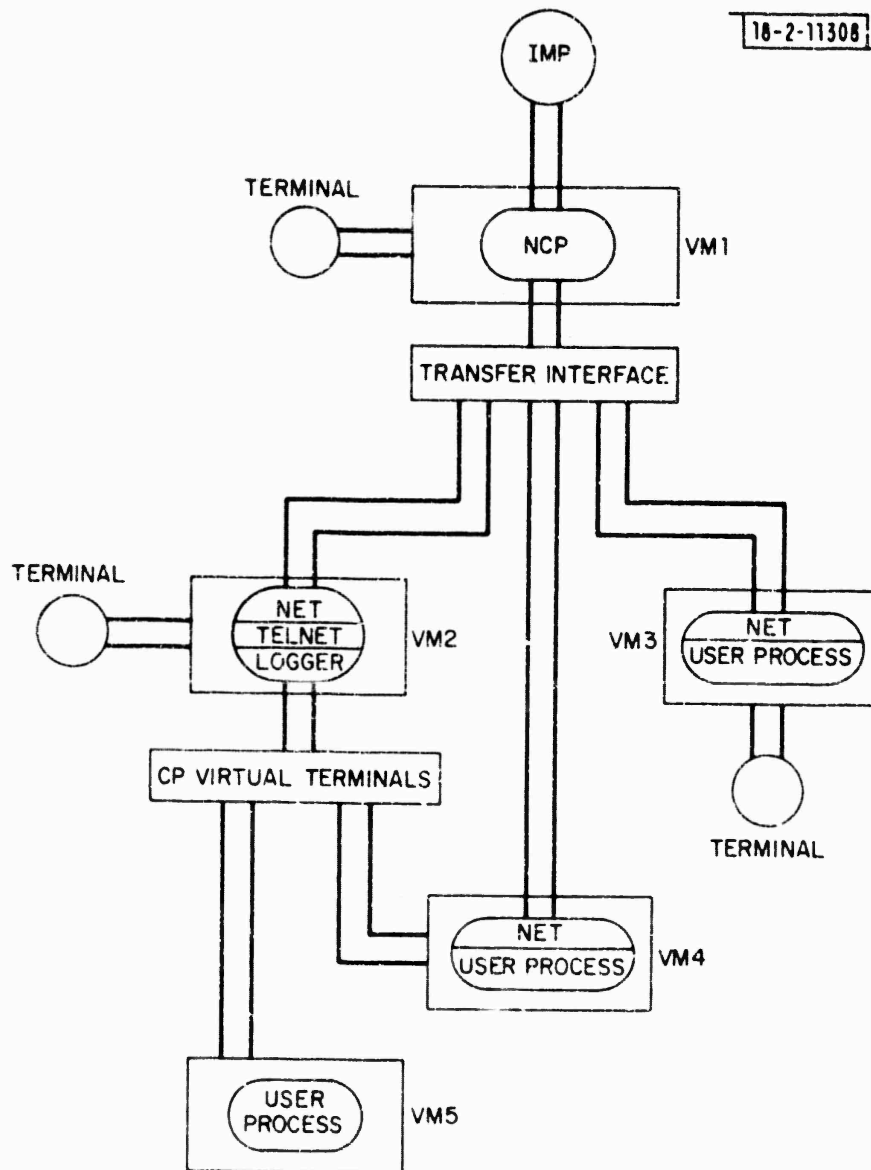 18-2-11308
IMP
TERMINAL
NCP
VM1
TRANSFER INTERFACE
TERMINAL
NET
TELNET
LOGGER
VM2
VM3
NET
USER PROCESS
CP VIRTUAL TERMINALS
TERMINAL
NET
USER PROCESS
VM4
USER
PROCESS
VM5